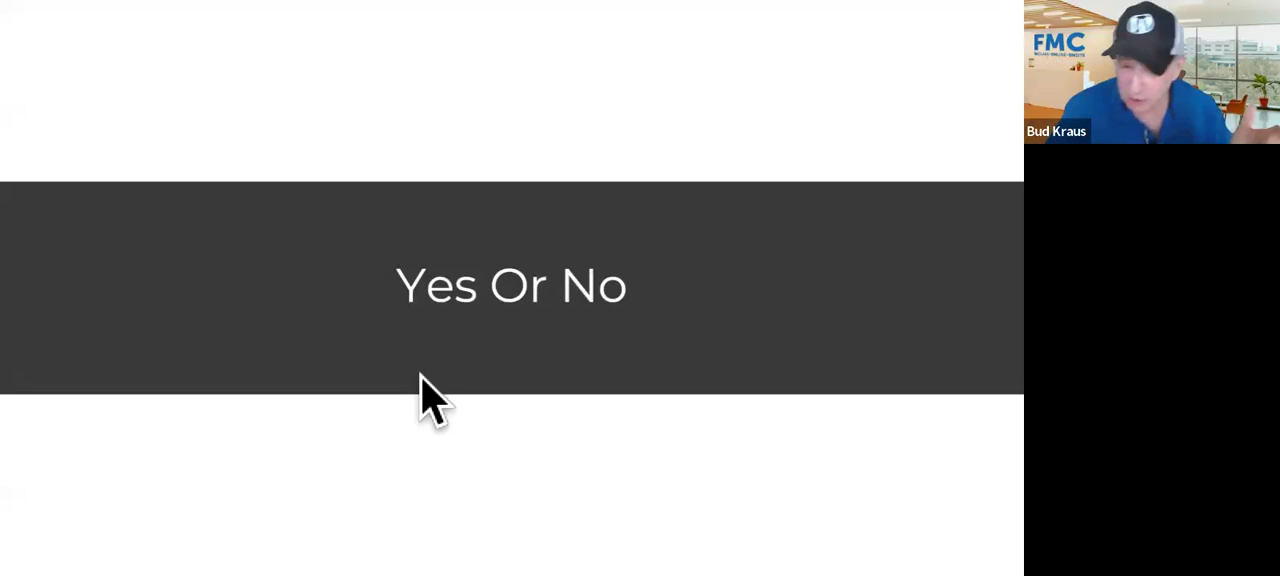 Yes Or No
FMC
Bud Kraus